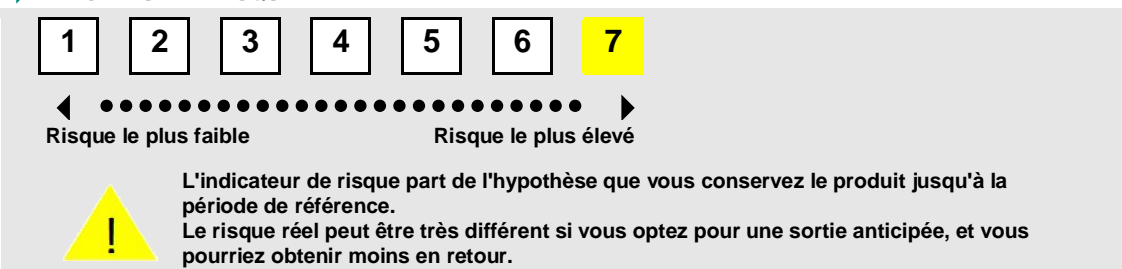 1 2 3 4 5 6 7
Risque le plus faible Risque le plus élevé
L'indicateur de risque part de l'hypothèse que vous conservez le produit jusqu'à la
période de référence.
Le risque réel peut être très différent si vous optez pour une sortie anticipée, et vous
! pourriez obtenir moins en retour.